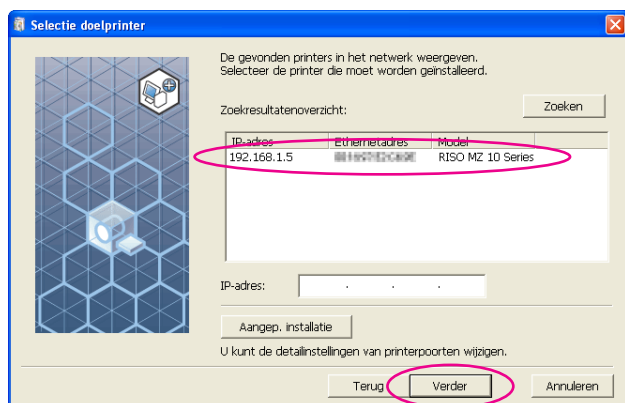 Selectie doelprinter
De gevonden printers in het netwerk weergeven.
Selecteer de printer die moet worden geïnstalleerd.
Zoekresultatenoverzicht:
Zoeken
IP-adres Ethernetadres Model
192.168.1.5 RISO MZ 10 Series
IP-adres: . . .
Aangep. installatie
U kunt de detailinstellingen van printerpoorten wijzigen.
Terug Verder Annuleren